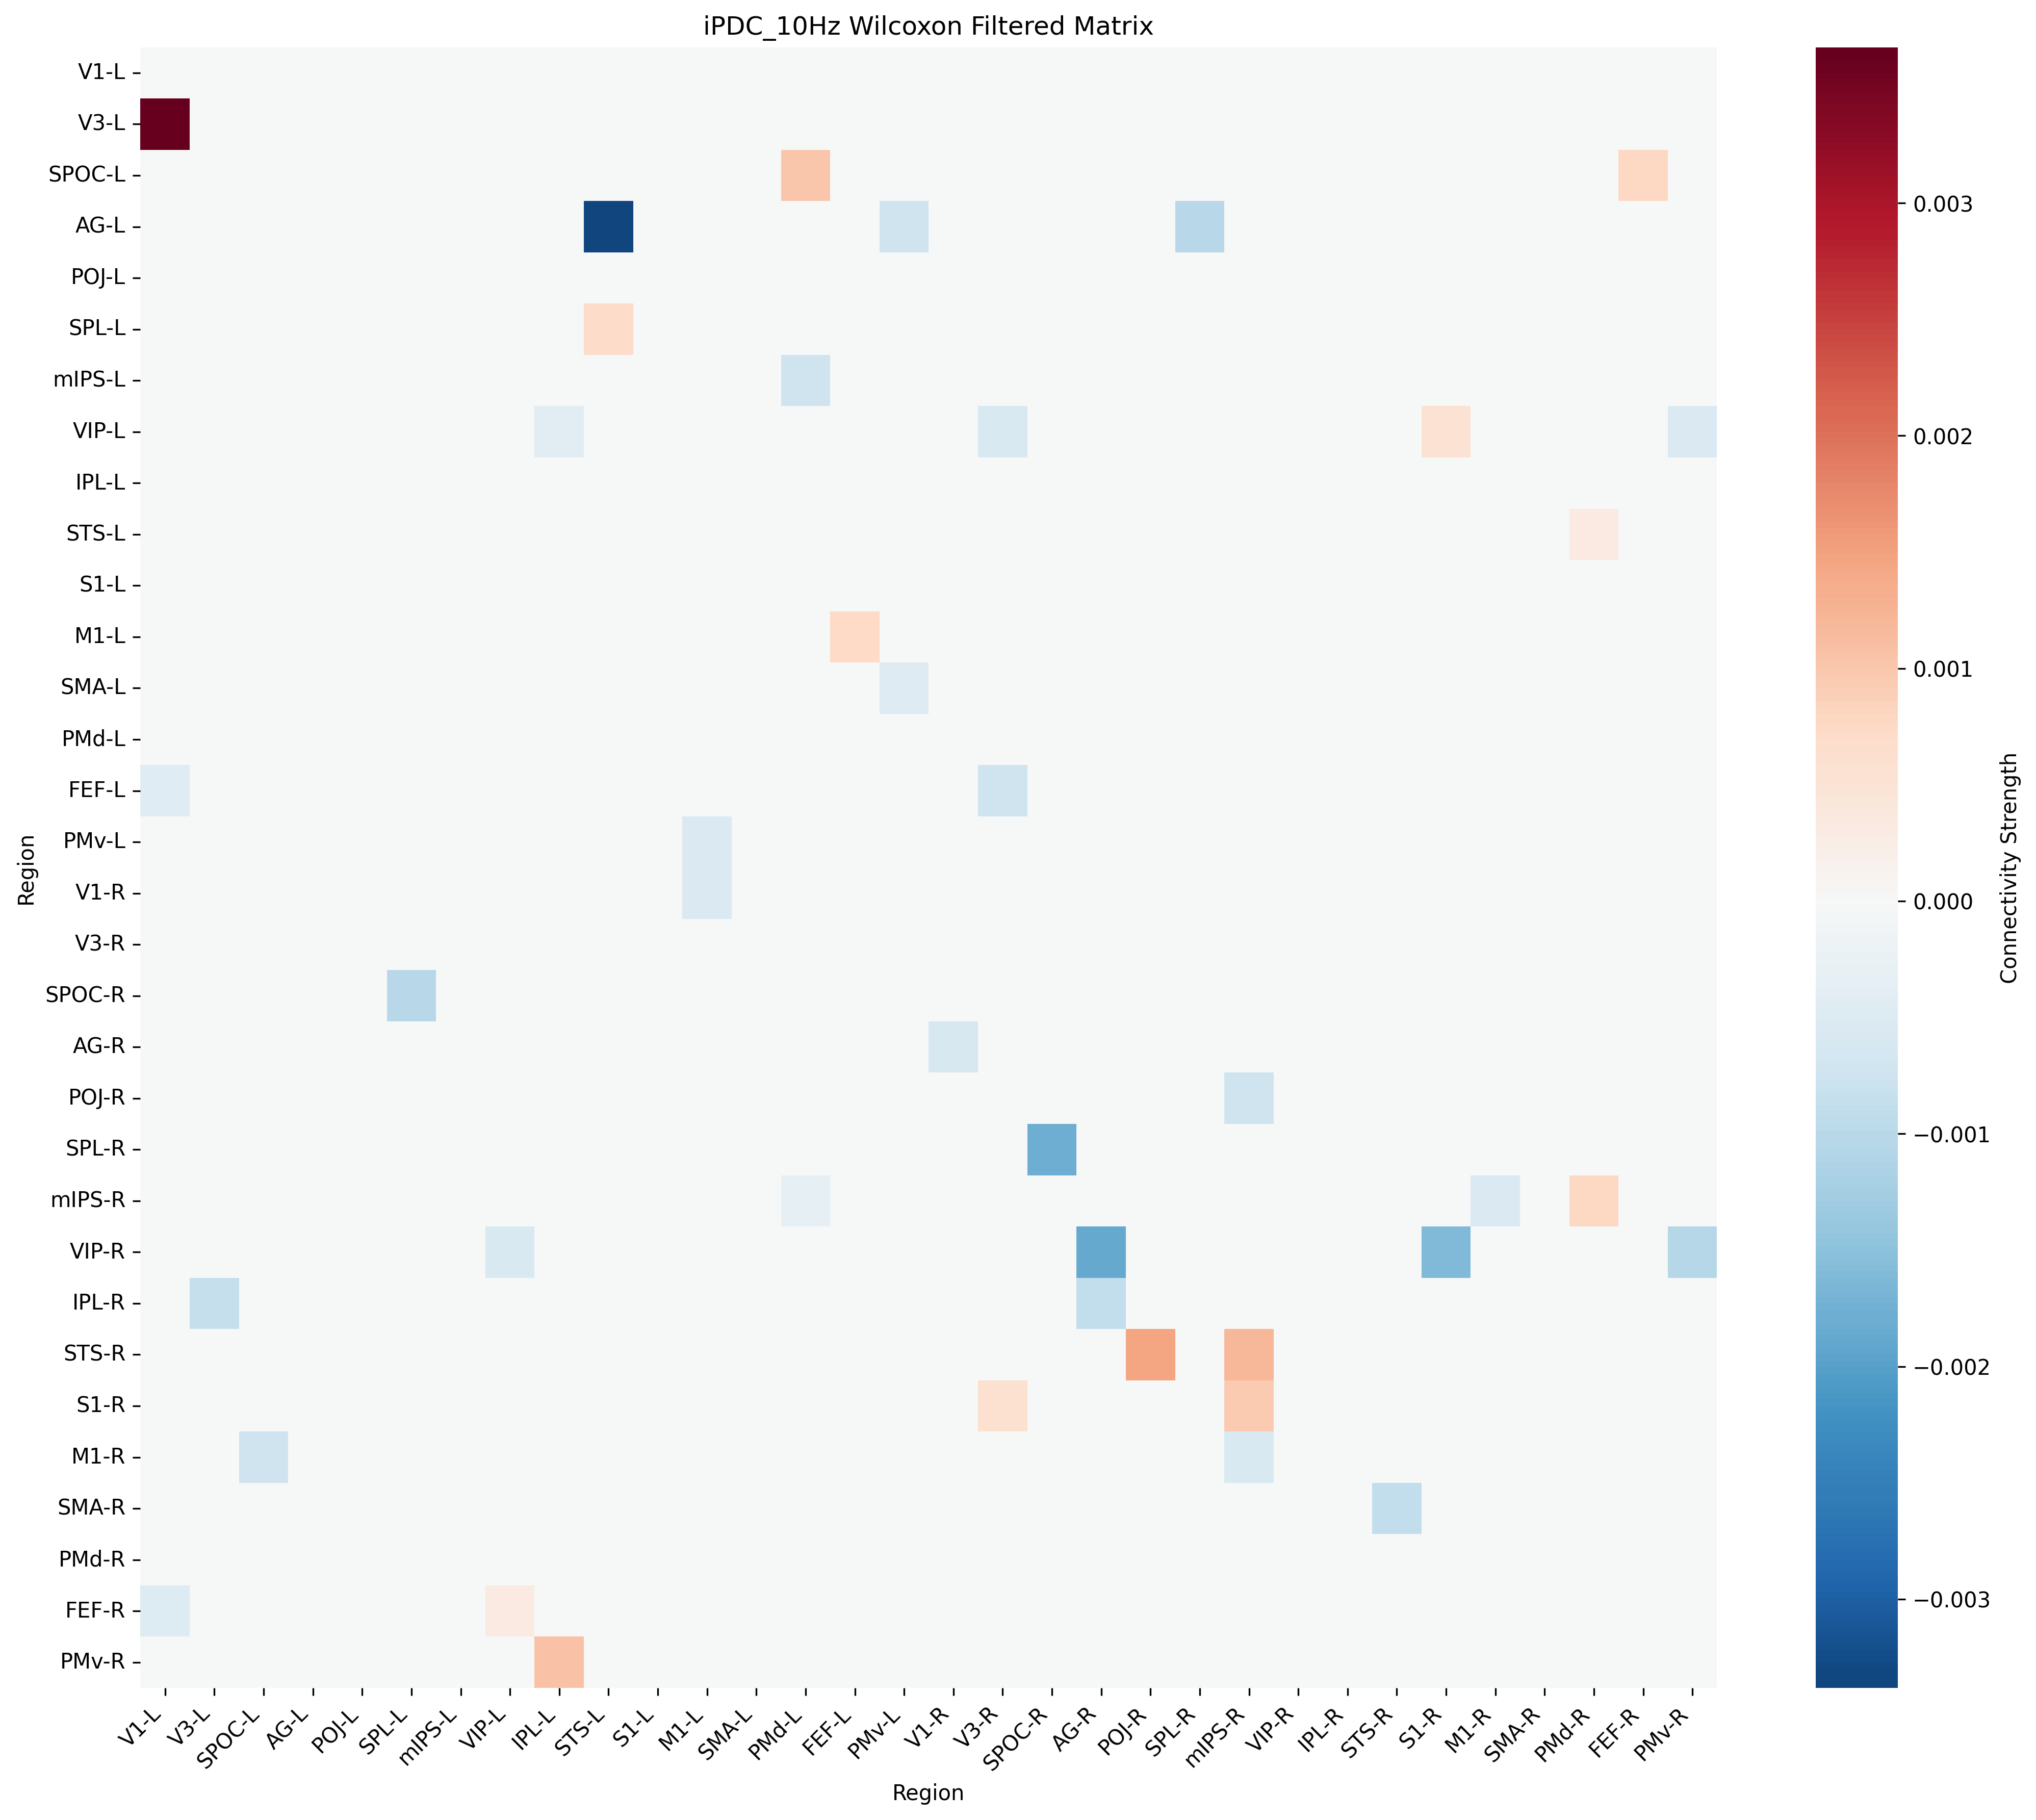 iPDC_10Hz Wilcoxon Filtered Matrix
V1-L
V3-L
SPOC-L
AG-L
POJ-L
SPL-L
mIPS-L
VIP-L
IPL-L
STS-L
S1-L
M1-L
SMA-L
PMd-L
FEF-L
PMv-L
V1-R
V3-R
SPOC-R
AG-R
POJ-R
SPL-R
mIPS-R
VIP-R
IPL-R
STS-R
S1-R
M1-R
SMA-R
PMd-R
FEF-R
PMv-R
Region
V1-L
V3-L
SPOC-L
AG-L
POJ-L
SPL-L
mIPS-L
VIP-L
IPL-L
STS-L
S1-L
M1-L
SMA-L
PMd-L
FEF-L
PMv-L
V1-R
V3-R
SPOC-R
AG-R
POJ-R
SPL-R
mIPS-R
VIP-R
IPL-R
STS-R
S1-R
M1-R
SMA-R
PMd-R
FEF-R
PMv-R
Region
0.003
0.002
0.001
0.000
−0.001
−0.002
−0.003
Connectivity Strength